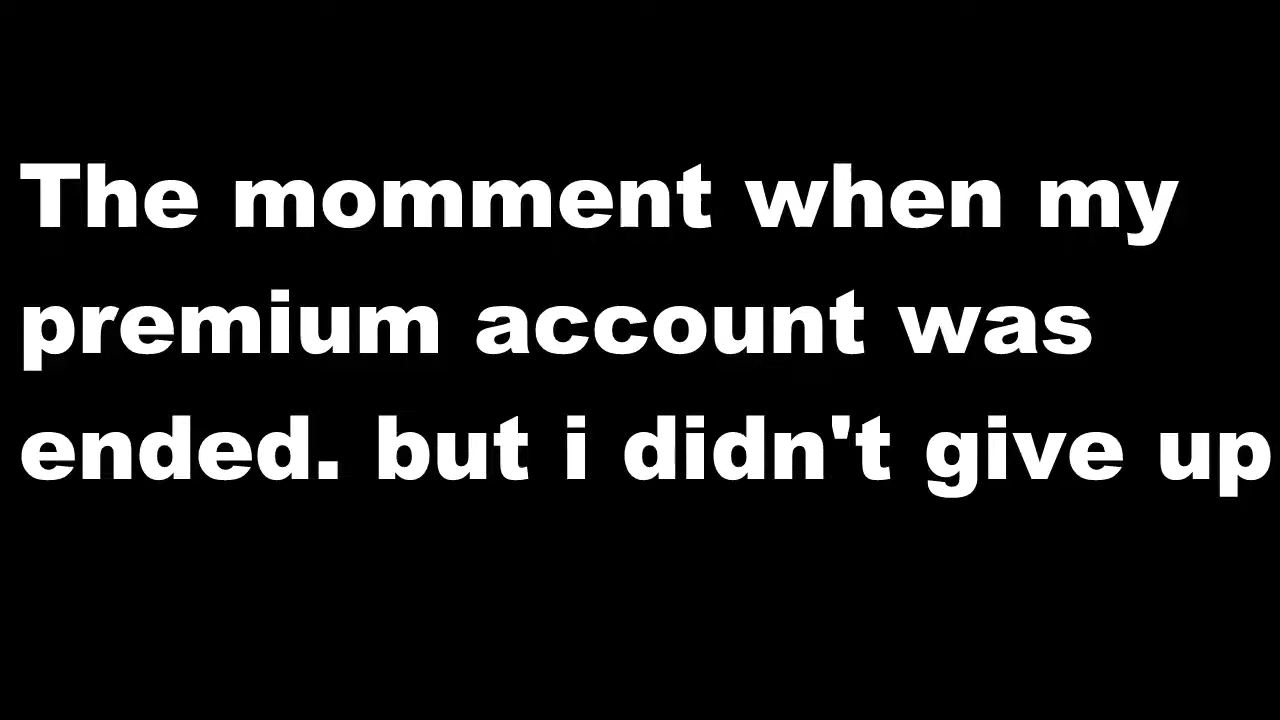 The momment when my
premium account was
ended. but i didn't give up